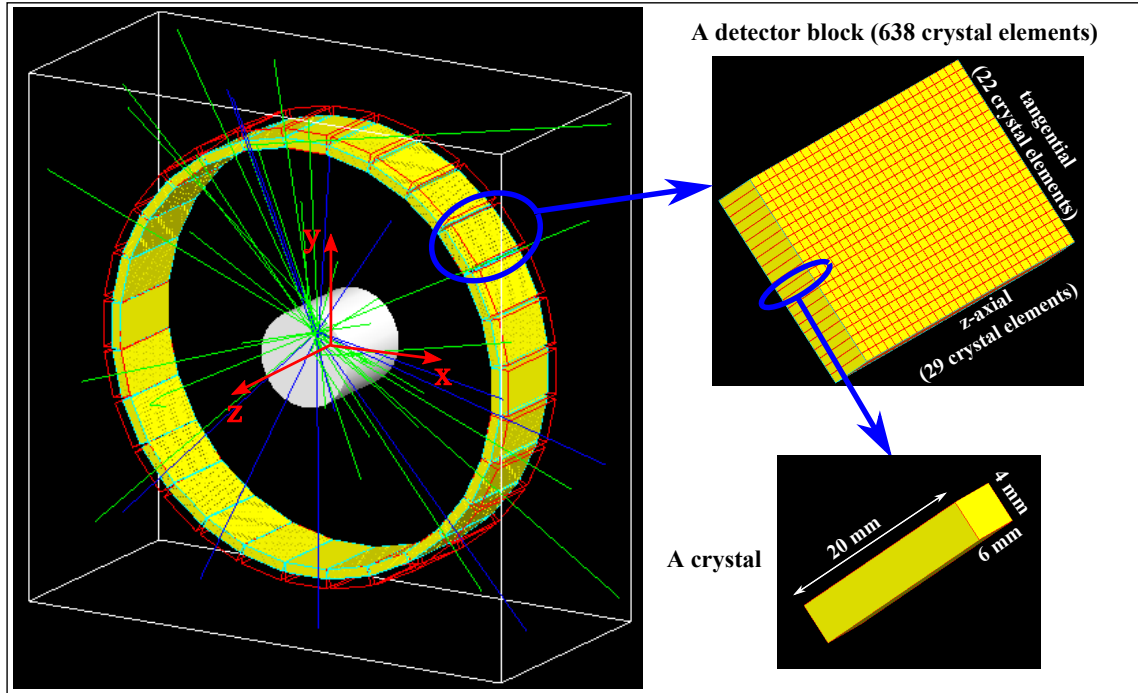 A detector block (638 crystal elements)
tangential
(22 crystal elements)
z-axial
(29 crystal elements)
y
x
z
A crystal
20 mm
4 mm
6 mm